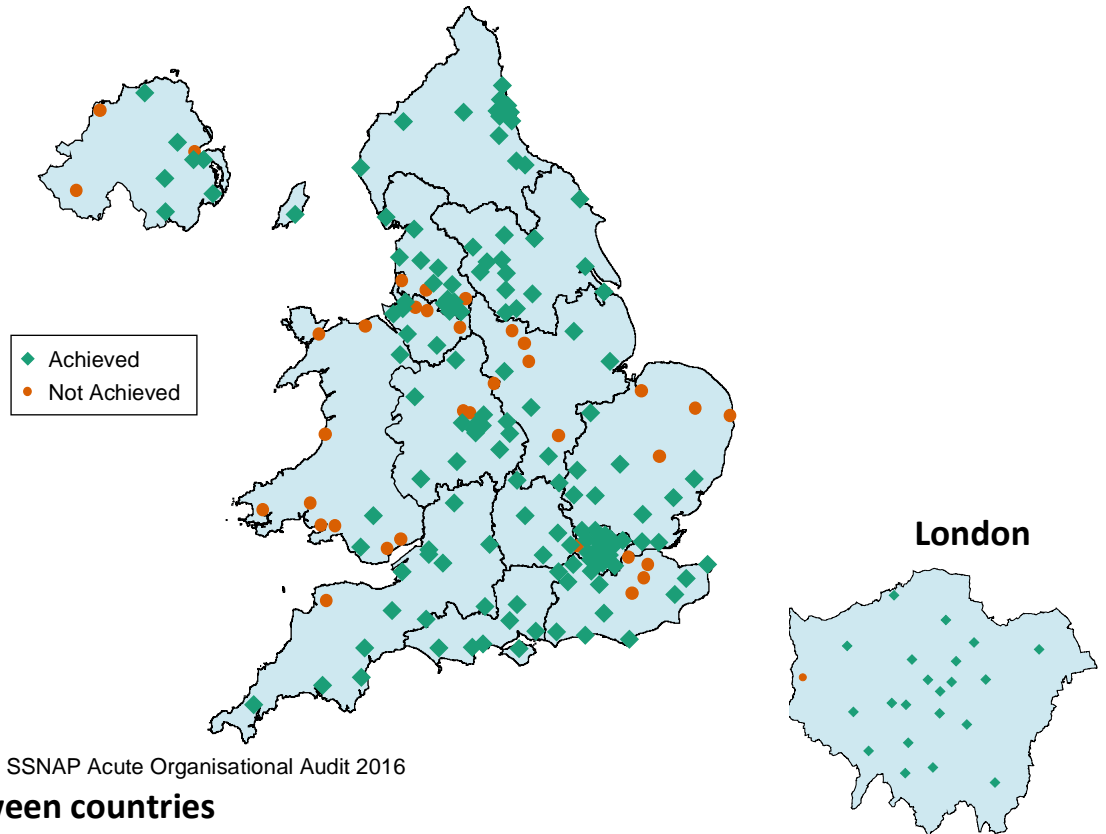 Achieved
Not Achieved
London
SSNAP Acute Organisational Audit 2016
ween countries